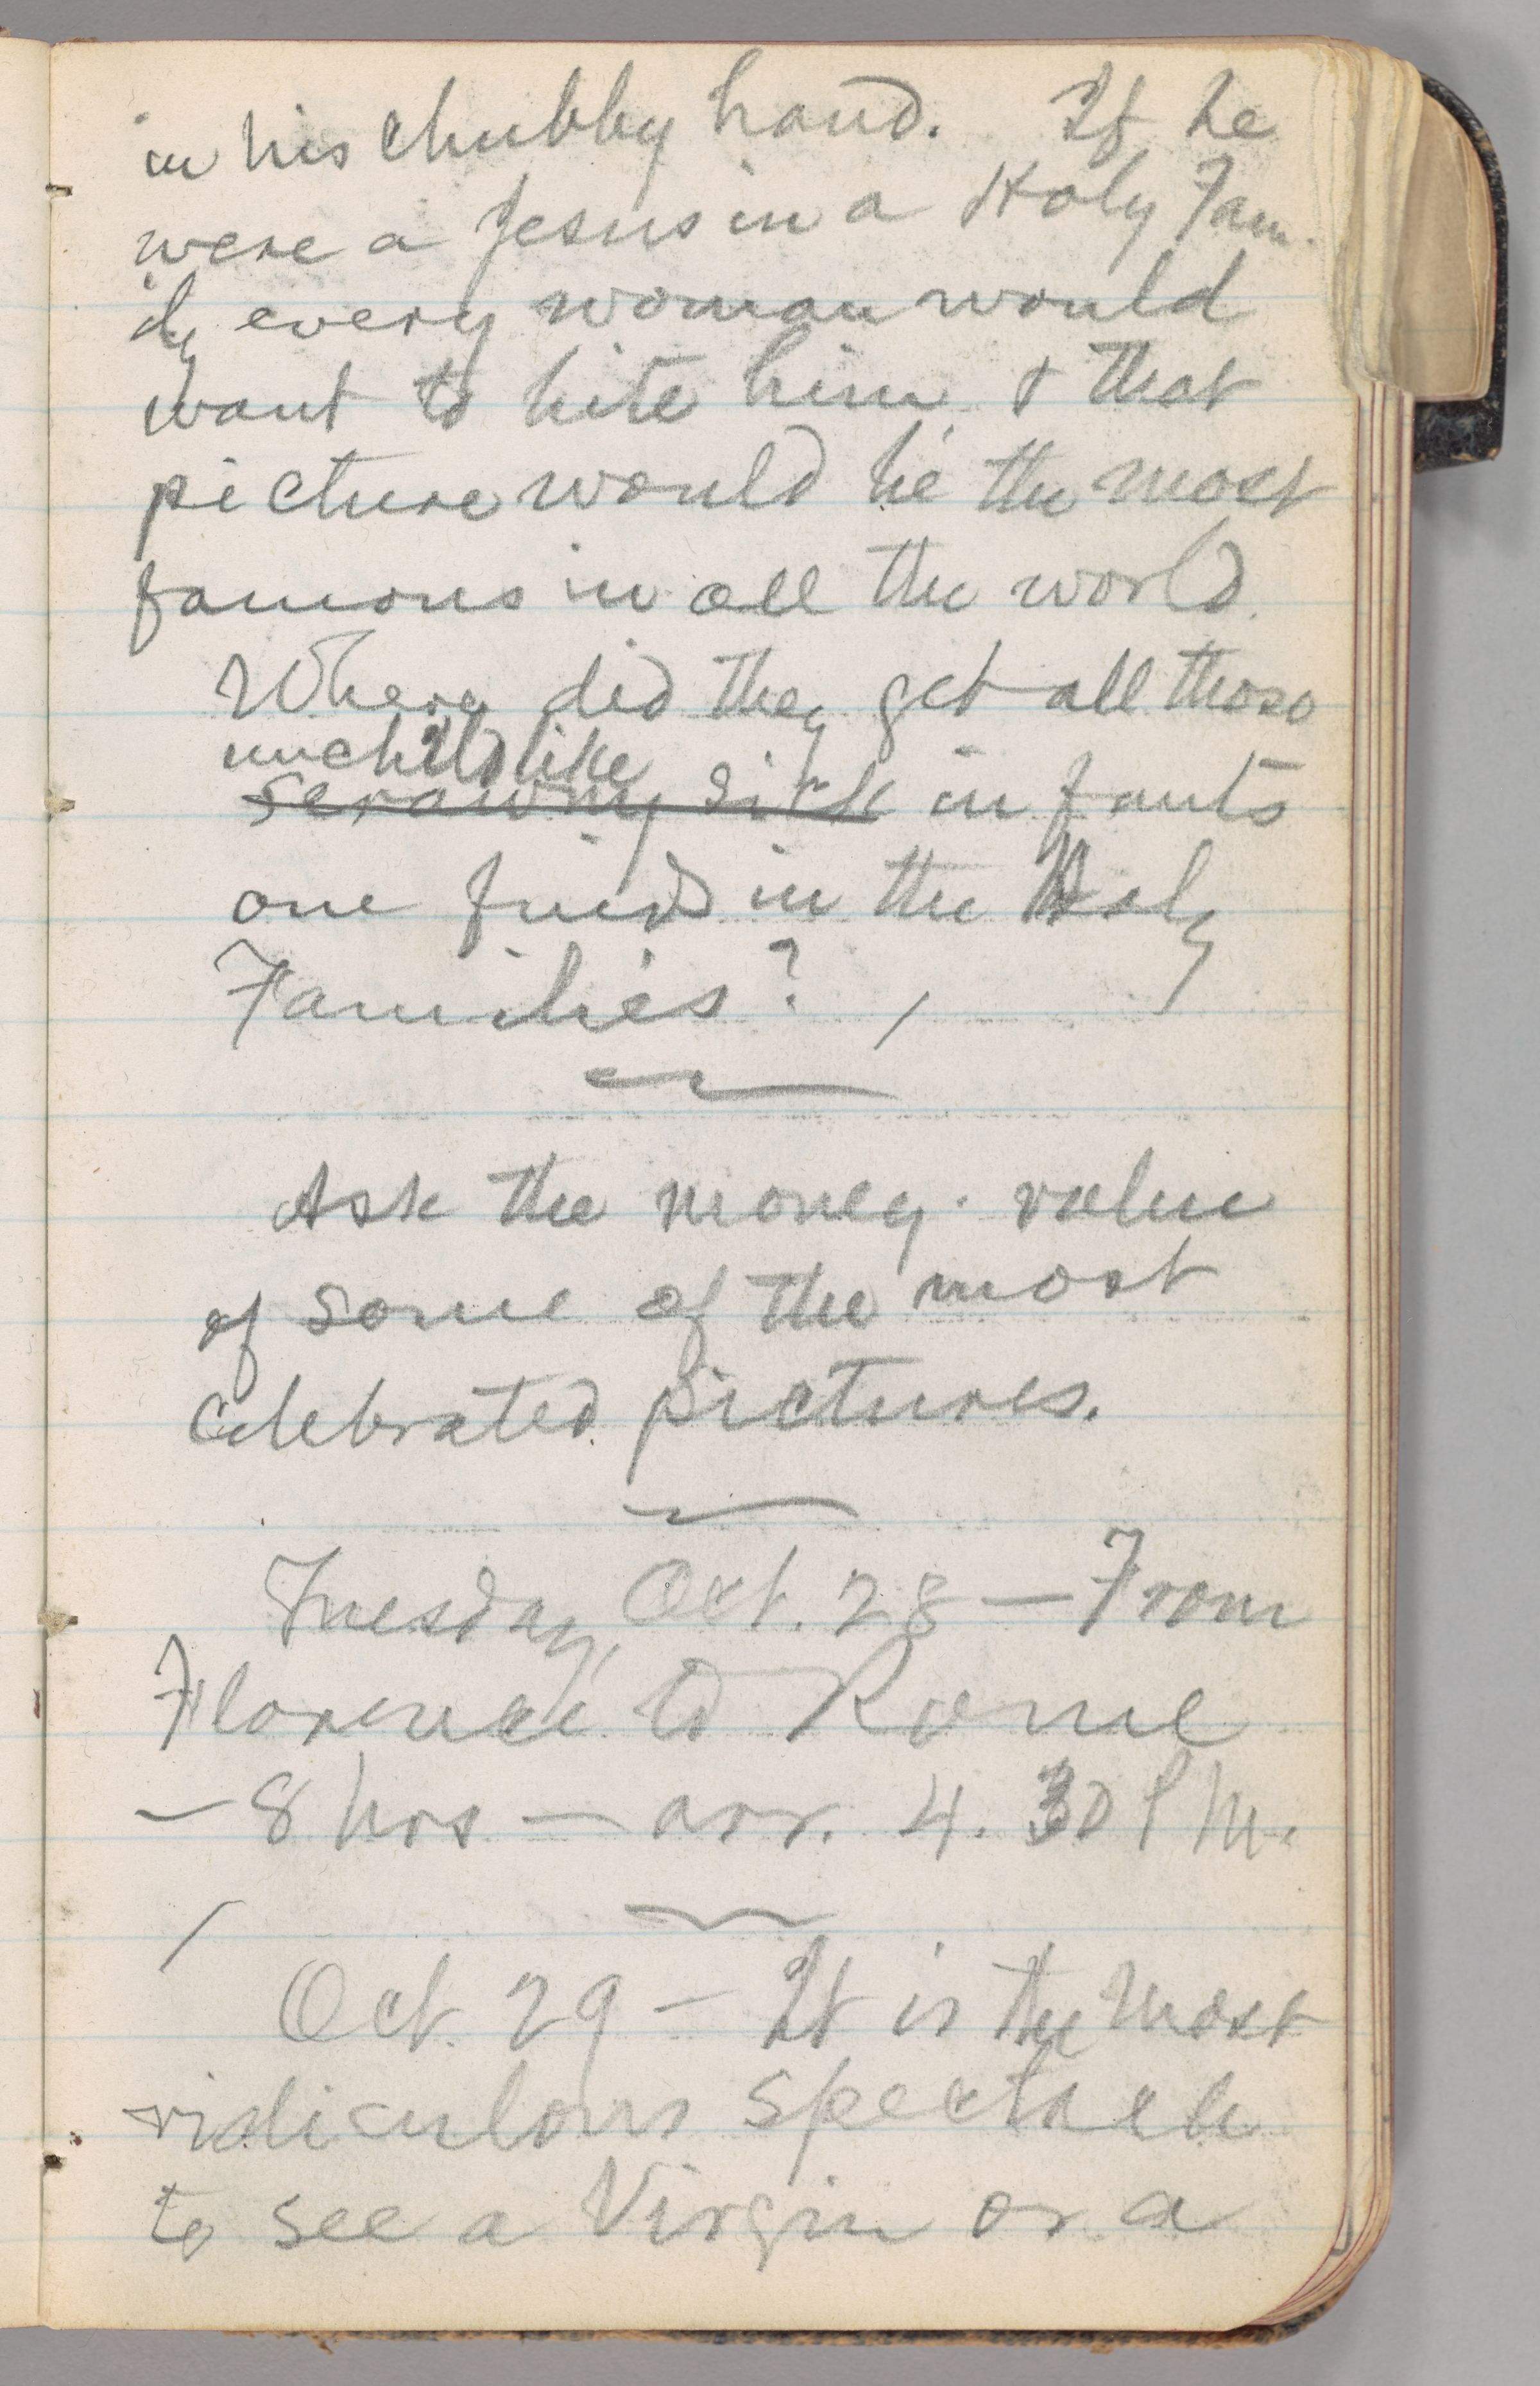 in his chubby hand. If he
were a Jesus in a Holy Fam-
ily every woman would
want to bite him, & that
picture would be the most
famous in all the world.
Where did they get all those
unchildlike
scrawny sick infants
one finds in the Holy
Families?
Ask the money-value
of some of the most
celebrated pictures.
Tuesday, Oct. 28 — From
Florence to Rome
— 8 hrs — arr. 4.30 P M.
Oct. 29 — It is the most
ridiculous spectacle
to see a Virgin or a